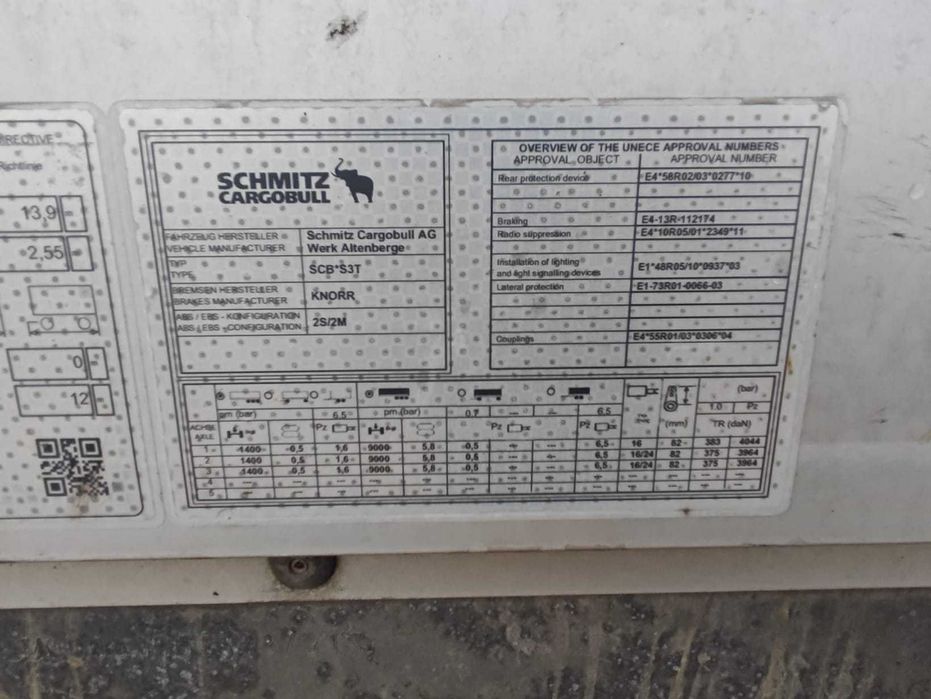 DIRECTIVE
Richtlinie
13,9
2,55
0
12
SCHMITZ
CARGOBULL
FAHRZEUG HERSTELLER
VEHICLE MANUFACTURER
Schmitz Cargobull AG
Werk Altenberge
TYP
TYPE
SCB*S3T
BREMSEN HERSTELLER
BRAKES MANUFACTURER
KNORR
ABS / EBS - KONFIGURATION
ABS / EBS - CONFIGURATION
2S/2M
OVERVIEW OF THE UNECE APPROVAL NUMBERS
APPROVAL OBJECT APPROVAL NUMBER
Rear protection device E4*58R02/03*0277*10
Braking E4-13R-112174
Radio suppression E4*10R05/01*2349*11
Installation of lighting
and light signalling devices E1*48R05/10*0937*03
Lateral protection E1-73R01-0066-03
Couplings E4*55R01/03*0306*04
(bar)
pm (bar) 6.5 pm (bar) 0.7 6.5 1.0 Pz
ACHSE
AXLE Pz Pz Pz (mm) TR (daN)
1 1400 0,5 1,6 9000 5,8 0,5 6,5 16 82 383 4044
2 1400 0,5 1,6 9000 5,8 0,5 6,5 16/24 82 375 3964
3 1400 0,5 1,6 9000 5,8 0,5 6,5 16/24 82 375 3964
4
5